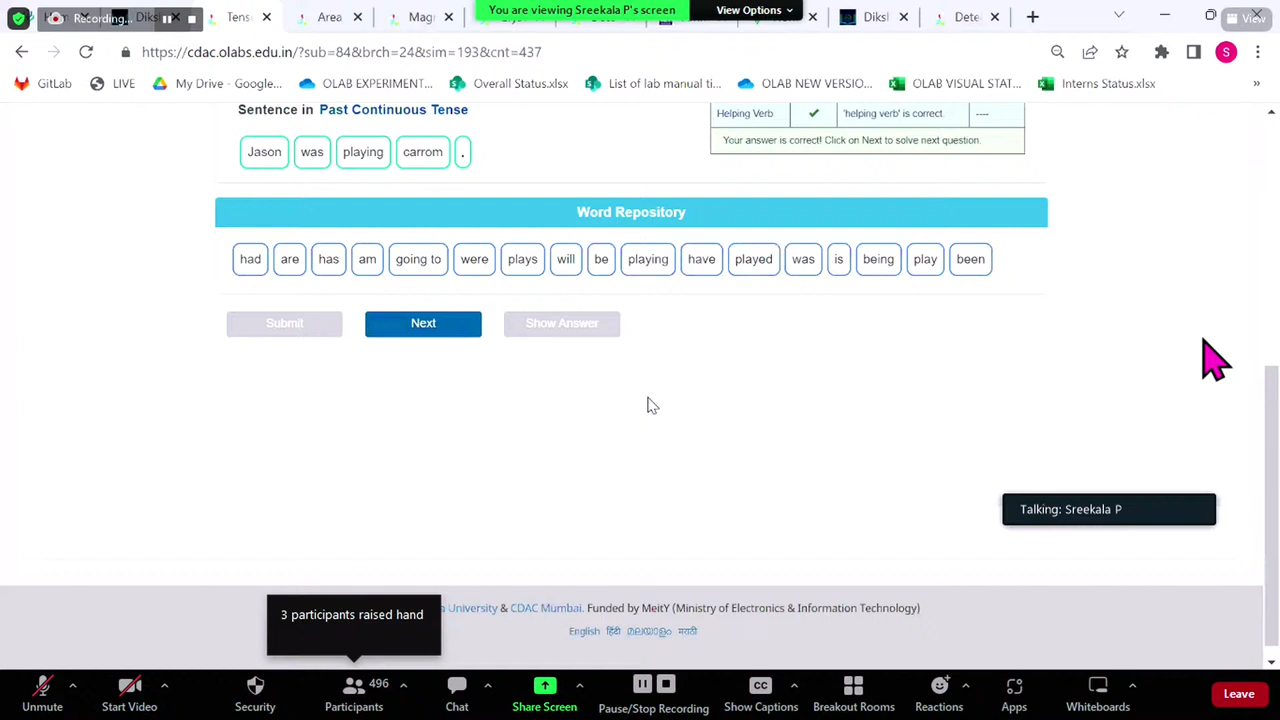 Recording...
Tens
Area
Magn
You are viewing Sreekala P's screen
View Options
Diksl
Dete
View
https://cdac.olabs.edu.in/?sub=84&brch=24&sim=193&cnt=437
S
GitLab
LIVE
My Drive - Google...
OLAB EXPERIMENT...
Overall Status.xlsx
List of lab manual ti...
OLAB NEW VERSIO...
OLAB VISUAL STAT...
Interns Status.xlsx
»
Sentence in Past Continuous Tense
Helping Verb ✓ 'helping verb' is correct. ----
Your answer is correct! Click on Next to solve next question.
Jason was playing carrom .
Word Repository
had are has am going to were plays will be playing have played was is being play been
Submit Next Show Answer
Talking: Sreekala P
3 participants raised hand
University & CDAC Mumbai. Funded by MeitY (Ministry of Electronics & Information Technology)
English हिंदी മലയാളം मराठी
496
Unmute Start Video Security Participants Chat Share Screen Pause/Stop Recording Show Captions Breakout Rooms Reactions Apps Whiteboards Leave